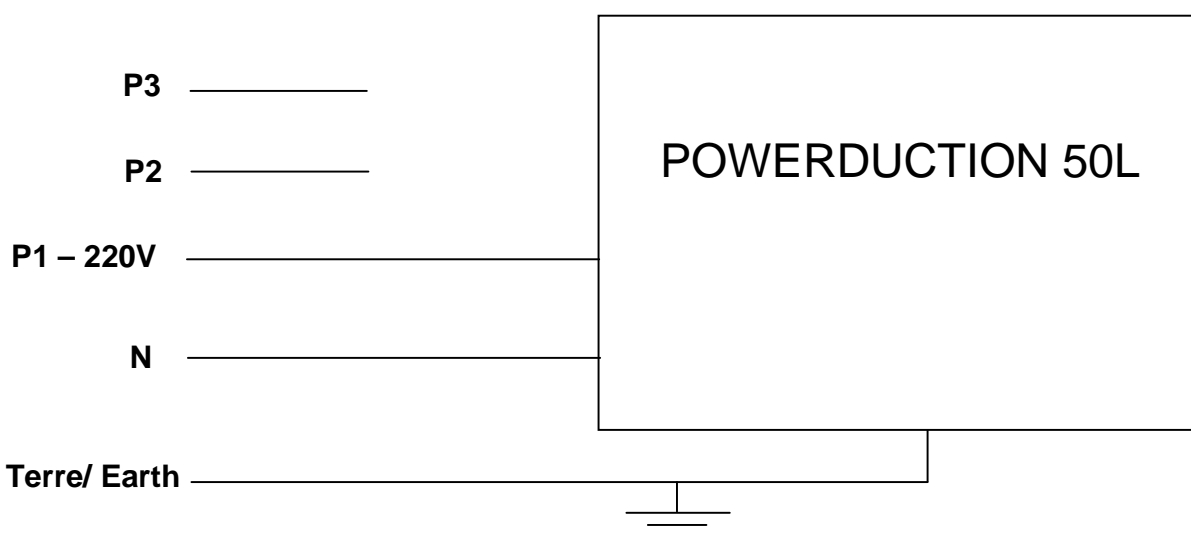 P3
P2
POWERDUCTION 50L
P1 – 220V
N
Terre/ Earth